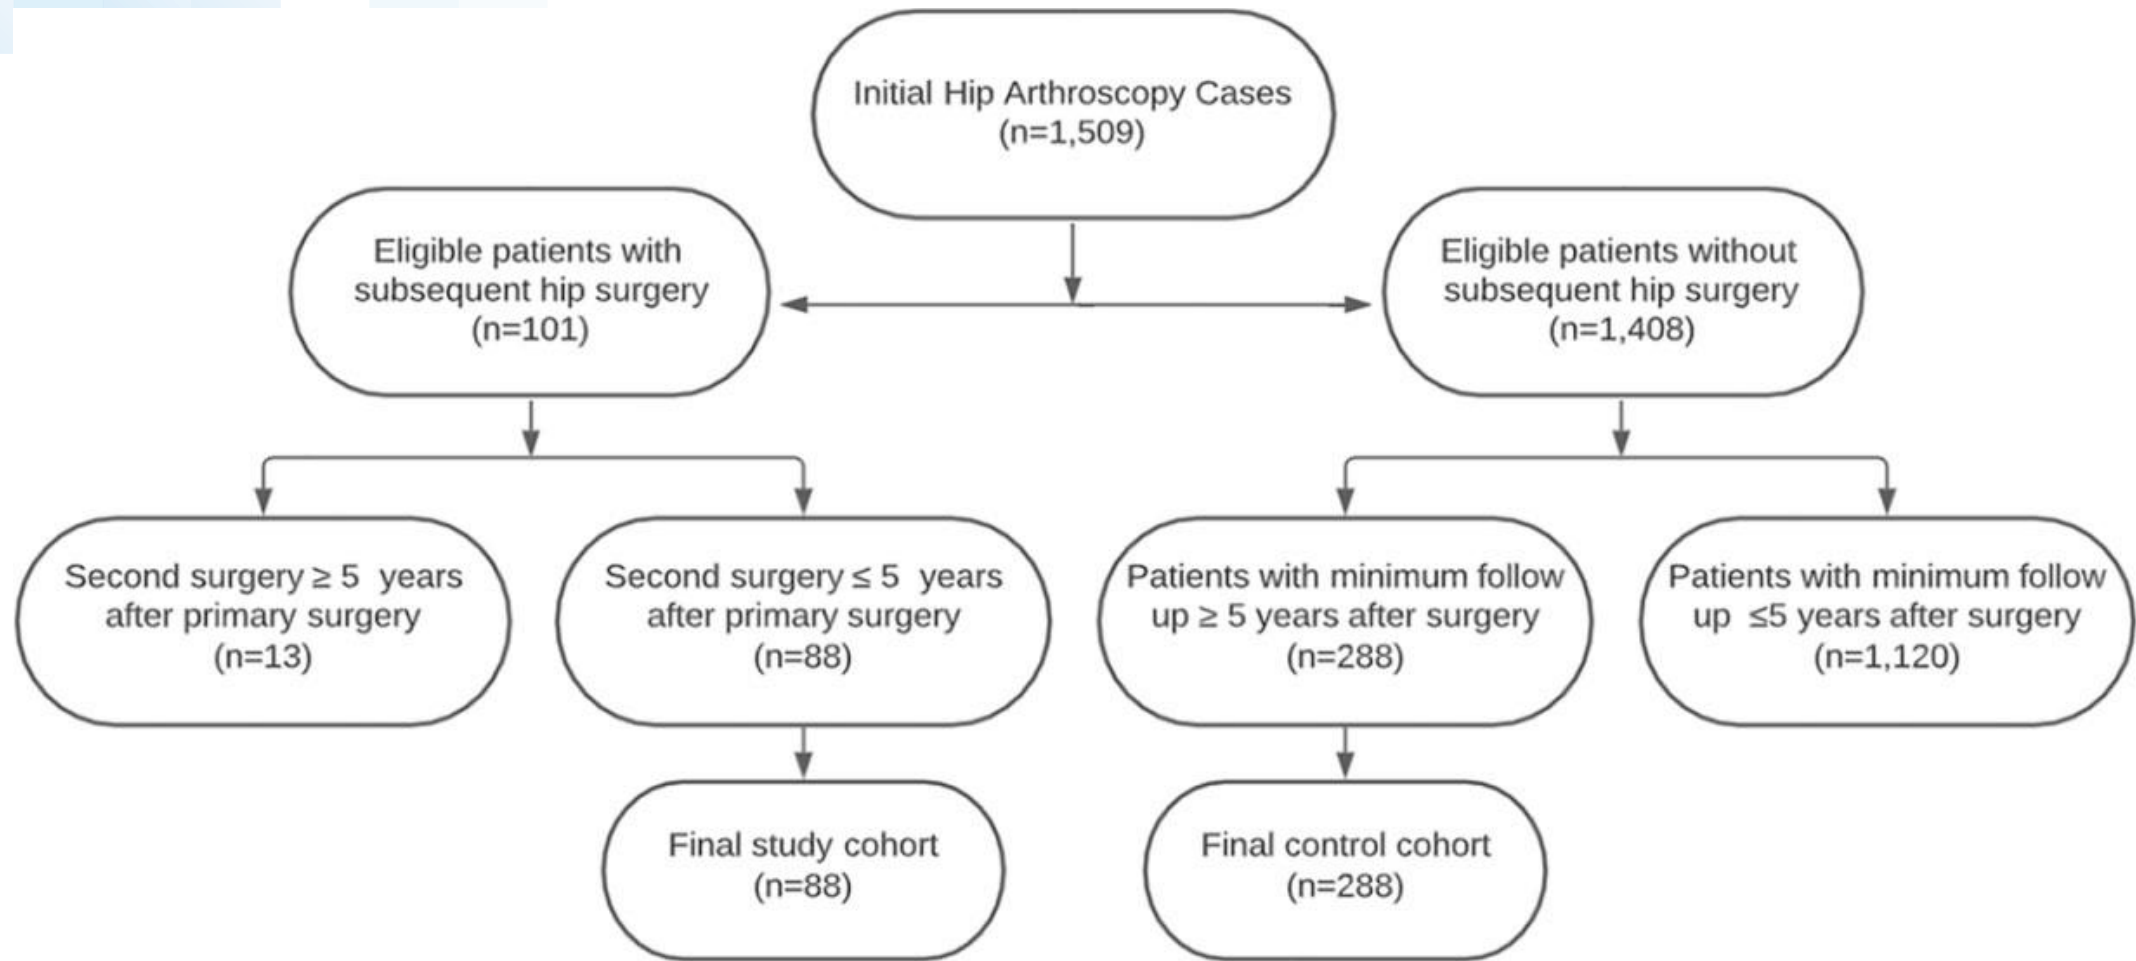 Initial Hip Arthroscopy Cases
(n=1,509)
Eligible patients with
subsequent hip surgery
(n=101)
Eligible patients without
subsequent hip surgery
(n=1,408)
Second surgery ≥ 5 years
after primary surgery
(n=13)
Second surgery ≤ 5 years
after primary surgery
(n=88)
Patients with minimum follow
up ≥ 5 years after surgery
(n=288)
Patients with minimum follow
up ≤5 years after surgery
(n=1,120)
Final study cohort
(n=88)
Final control cohort
(n=288)